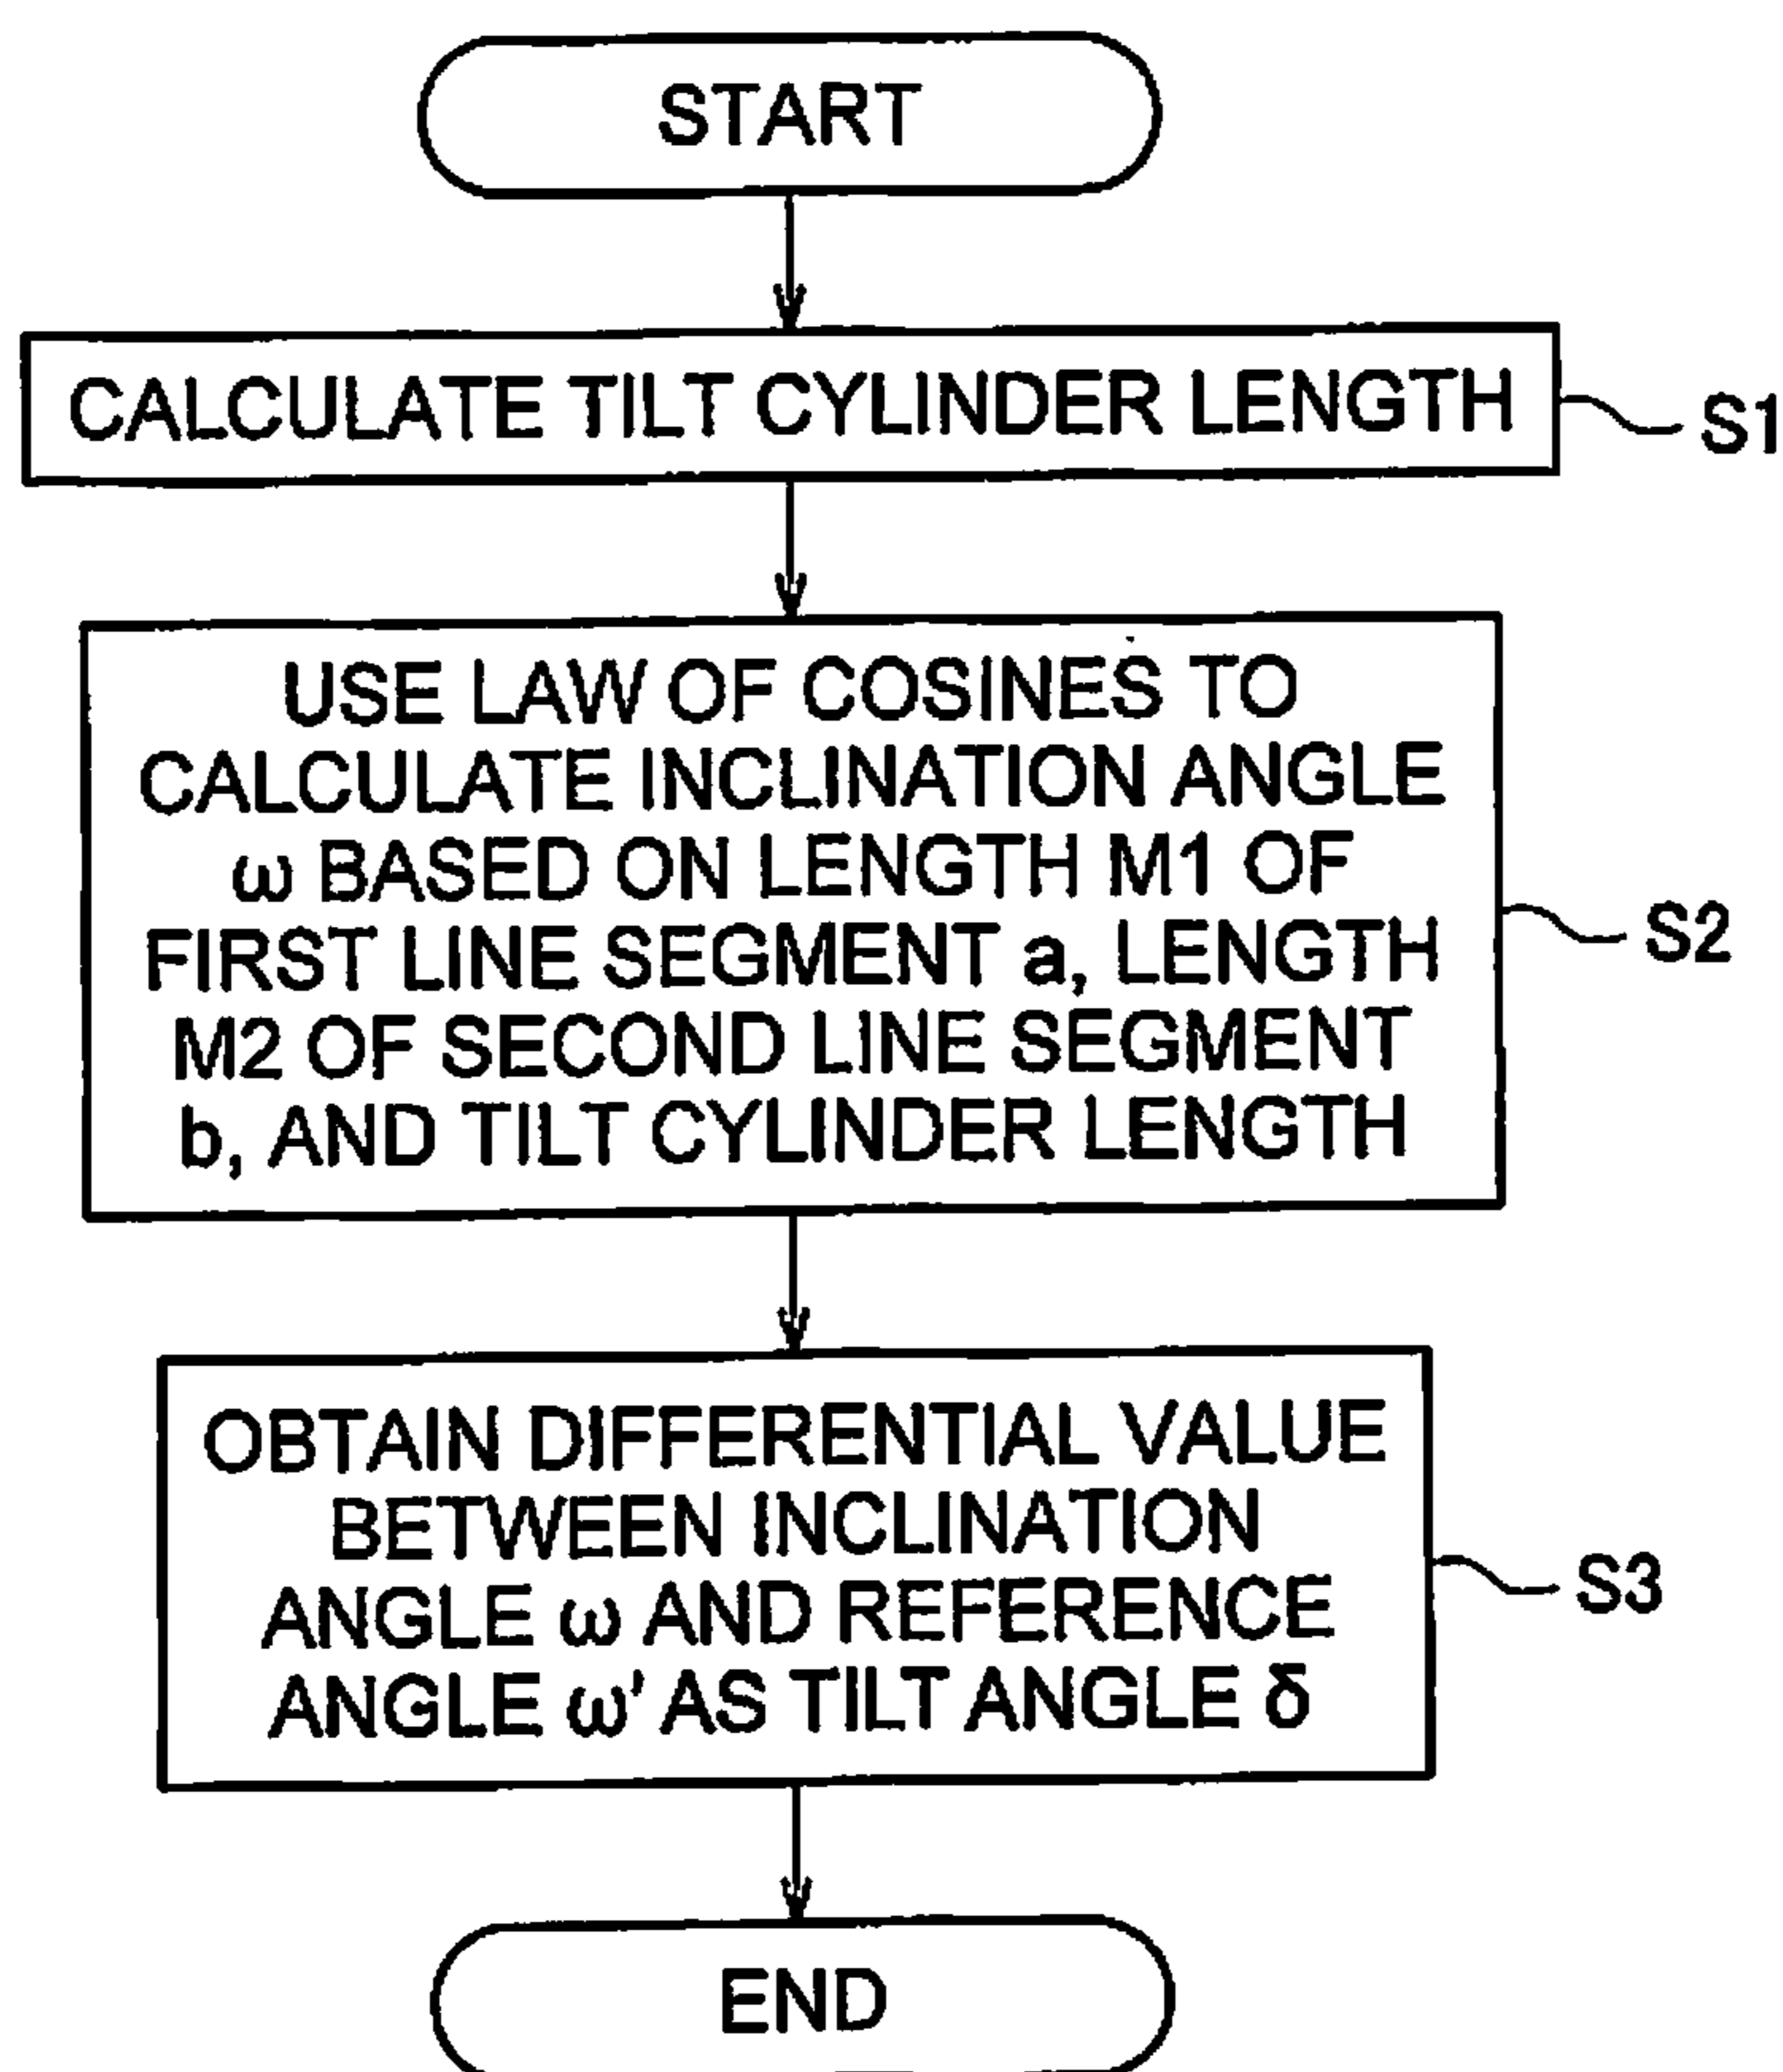 START
CALCULATE TILT CYLINDER LENGTH
S1
USE LAW OF COSINES TO
CALCULATE INCLINATION ANGLE
ω BASED ON LENGTH M1 OF
FIRST LINE SEGMENT a, LENGTH
M2 OF SECOND LINE SEGMENT
b, AND TILT CYLINDER LENGTH
S2
OBTAIN DIFFERENTIAL VALUE
BETWEEN INCLINATION
ANGLE ω AND REFERENCE
ANGLE ω' AS TILT ANGLE δ
S3
END